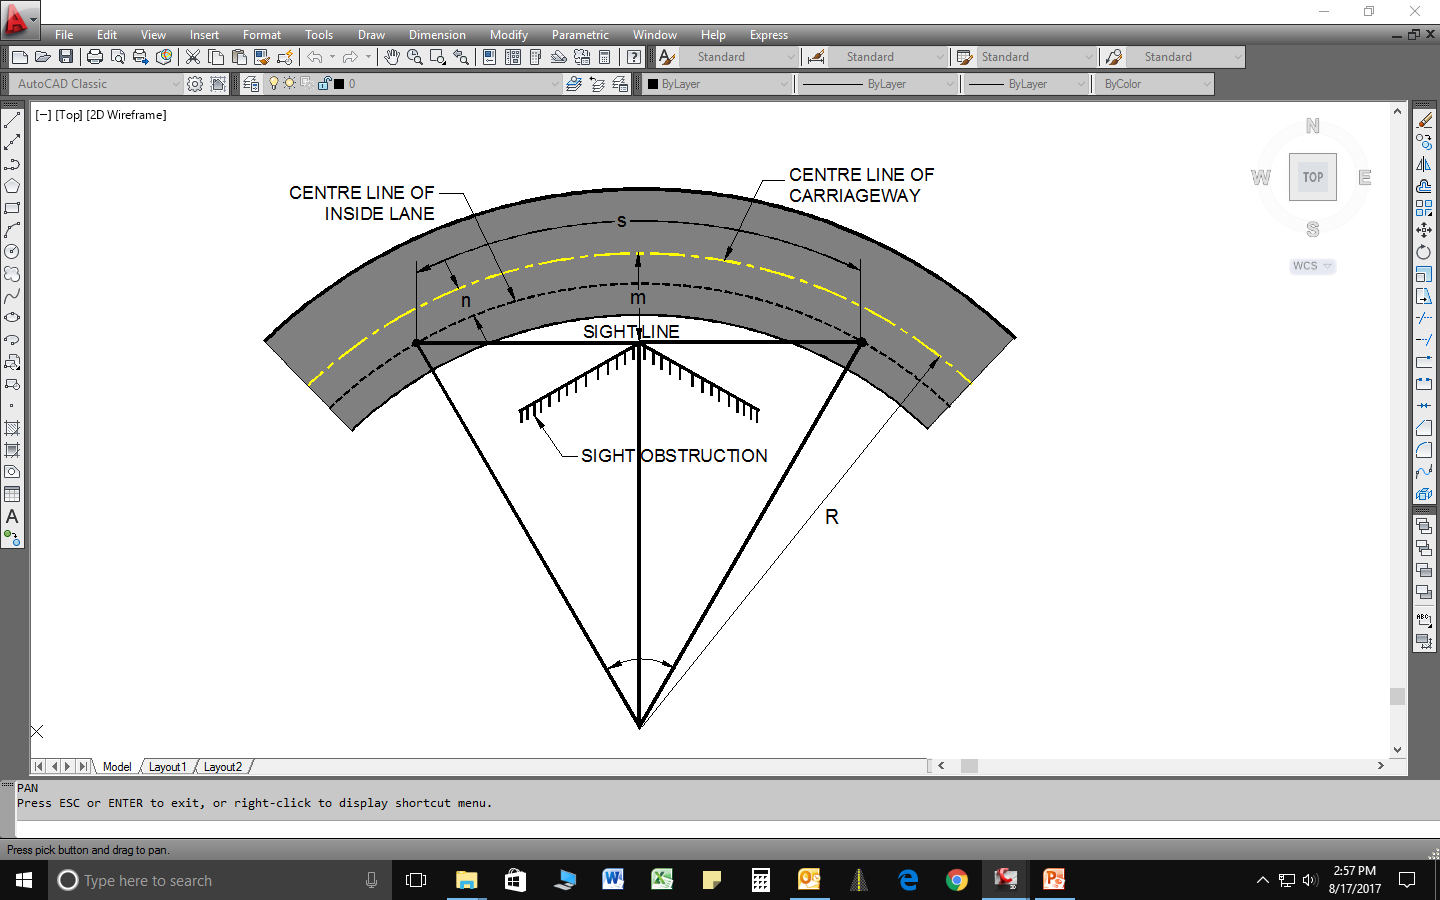 File Edit View Insert Format Tools Draw Dimension Modify Parametric Window Help Express
Standard Standard Standard Standard
AutoCAD Classic 0 ByLayer ByLayer ByLayer ByColor
[−] [Top] [2D Wireframe]
N
W TOP E
S
WCS
CENTRE LINE OF
INSIDE LANE
CENTRE LINE OF
CARRIAGEWAY
s
n
m
SIGHT LINE
SIGHT OBSTRUCTION
R
A
Model Layout1 Layout2
PAN
Press ESC or ENTER to exit, or right-click to display shortcut menu.
Press pick button and drag to pan.
Type here to search
2:57 PM
8/17/2017